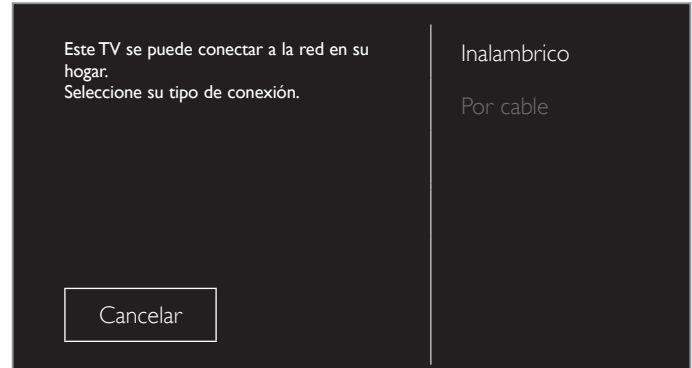 Este TV se puede conectar a la red en su
hogar.
Seleccione su tipo de conexión.
Inalambrico
Por cable
Cancelar